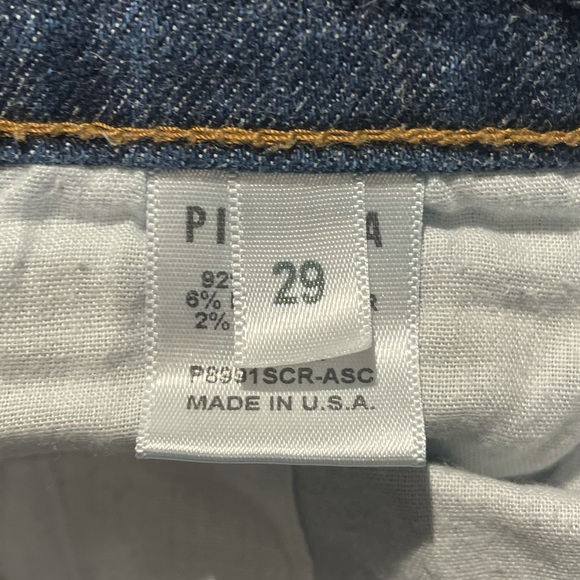 PI A
29
92
6% R
2%
P8991SCR-ASC
MADE IN U.S.A.